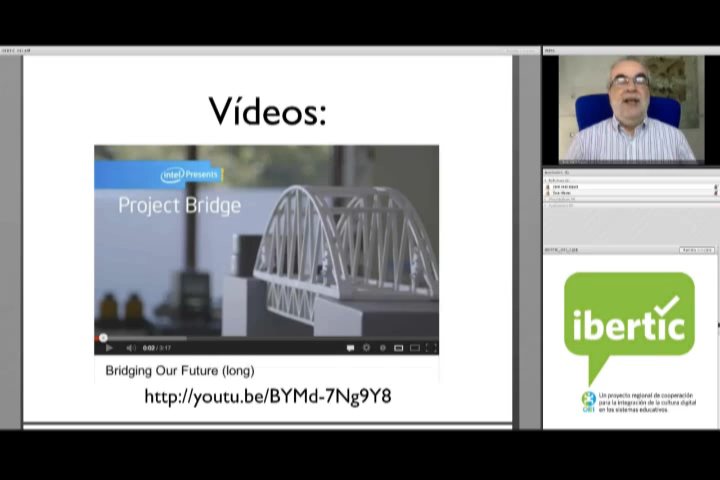 Vídeos:
intel Presents
Project Bridge
0:02 / 3:17
Bridging Our Future (long)
http://youtu.be/BYMd-7Ng9Y8
ibertic
OEI
Un proyecto regional de cooperación
para la integración de la cultura digital
en los sistemas educativos.